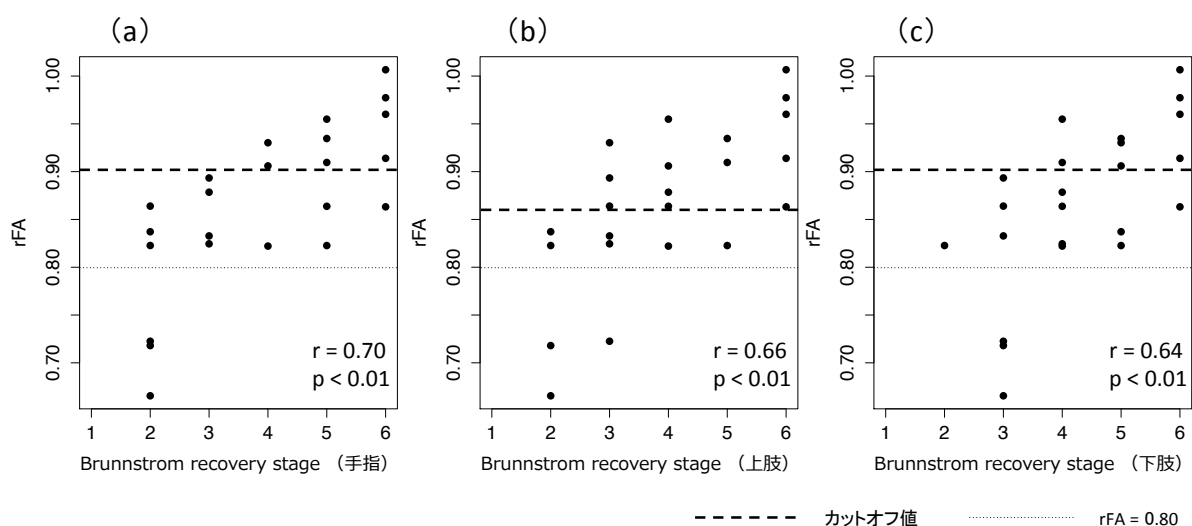 (a)
(b)
(c)
1.00
0.90
0.80
0.70
rFA
r = 0.70
p < 0.01
1 2 3 4 5 6
Brunnstrom recovery stage （手指）
1.00
0.90
0.80
0.70
rFA
r = 0.66
p < 0.01
1 2 3 4 5 6
Brunnstrom recovery stage （上肢）
1.00
0.90
0.80
0.70
rFA
r = 0.64
p < 0.01
1 2 3 4 5 6
Brunnstrom recovery stage （下肢）
カットオフ値
rFA = 0.80